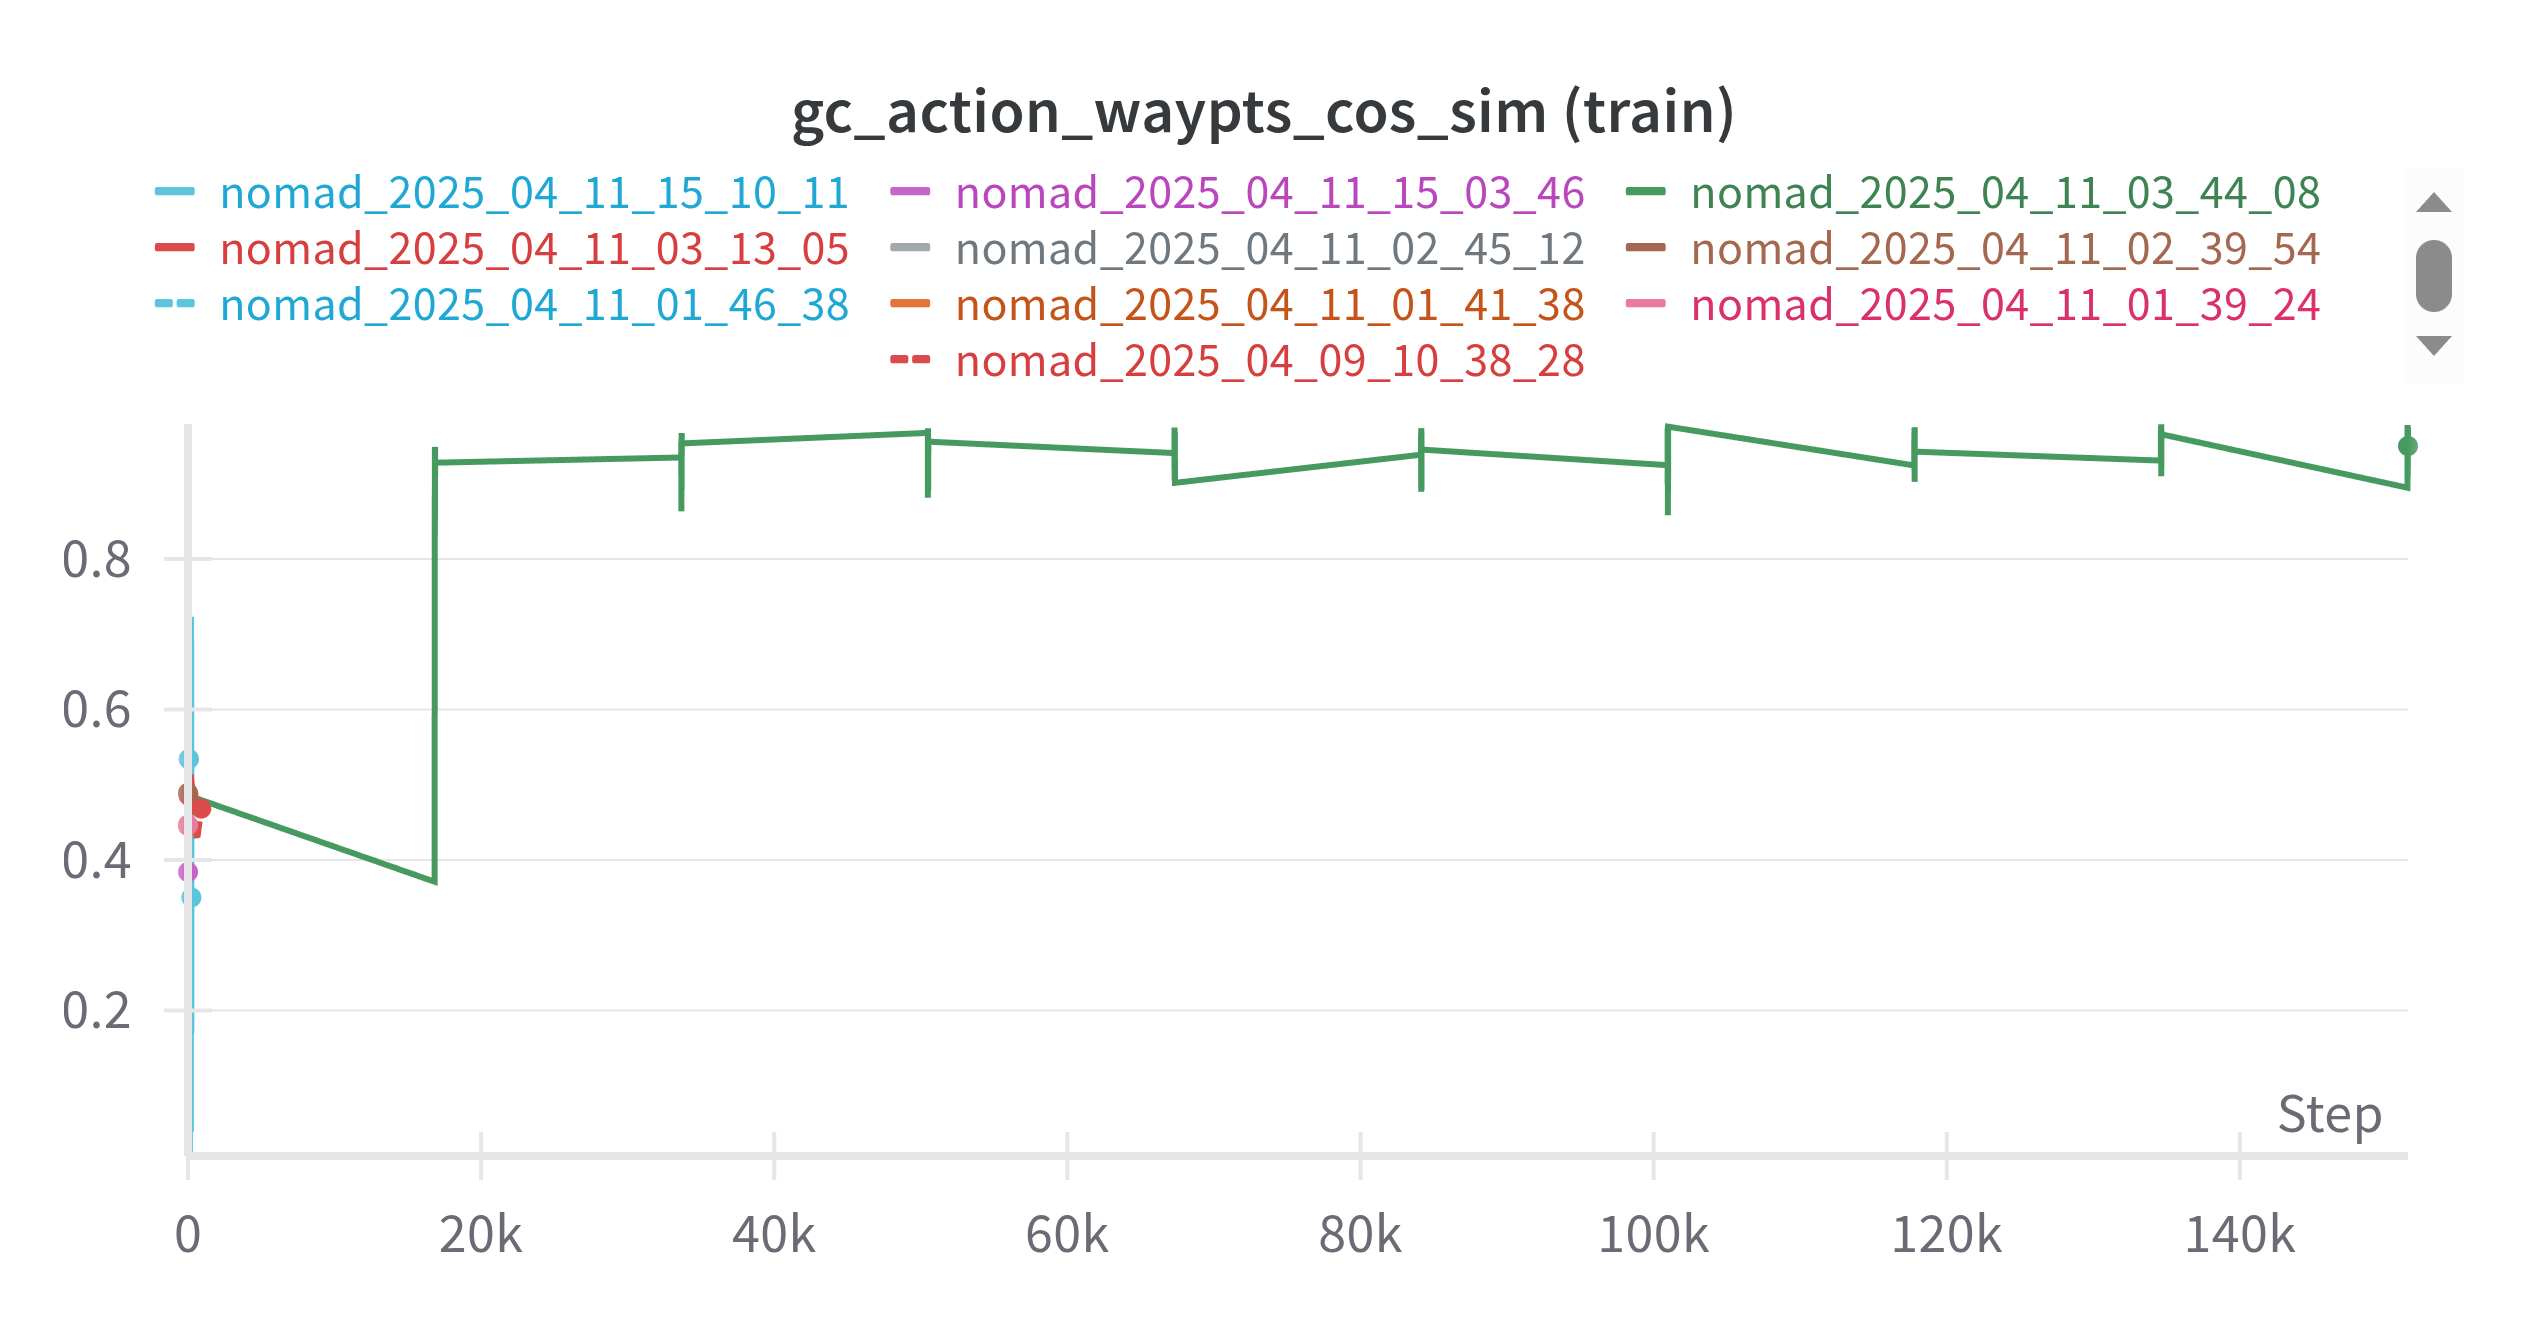 gc_action_waypts_cos_sim (train)
nomad_2025_04_11_15_10_11 nomad_2025_04_11_15_03_46 nomad_2025_04_11_03_44_08
nomad_2025_04_11_03_13_05 nomad_2025_04_11_02_45_12 nomad_2025_04_11_02_39_54
nomad_2025_04_11_01_46_38 nomad_2025_04_11_01_41_38 nomad_2025_04_11_01_39_24
nomad_2025_04_09_10_38_28
0.8
0.6
0.4
0.2
Step
0 20k 40k 60k 80k 100k 120k 140k